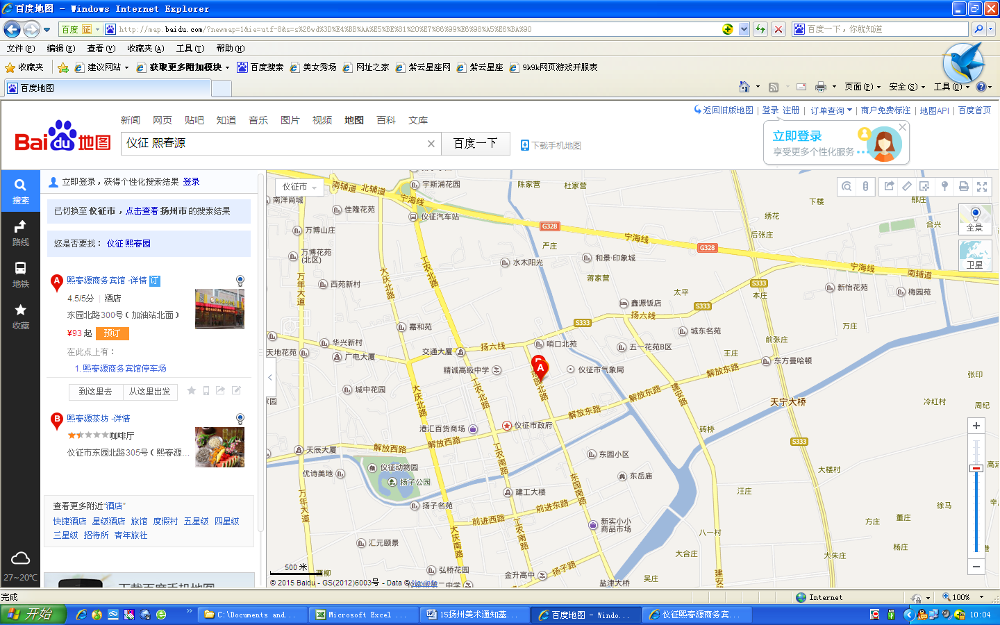 百度地图 - Windows Internet Explorer
百度 证
http://map.baidu.com/?newmap=1&ie=utf-8&s=s%26wd%3D%E4%BB%AA%E5%BE%81%20%E7%86%99%E6%98%A5%E6%BA%90
百度一下，你就知道
文件(F) 编辑(E) 查看(V) 收藏夹(A) 工具(T) 帮助(H)
收藏夹 建议网站 获取更多附加模块 百度搜索 美女秀场 网址之家 紫云星座网 紫云星座 9k9k网页游戏开服表
百度地图
页面(P) 安全(S) 工具(O)
返回旧版地图 | 登录 注册 | 订单查询 | 商户免费标注 | 地图API | 百度首页
新闻 网页 贴吧 知道 音乐 图片 视频 地图 百科 文库
Bai du 地图
仪征 熙春源
百度一下
下载手机地图
立即登录
享受更多个性化服务
搜索
路线
地铁
收藏
27~20℃
立即登录，获得个性化搜索结果 登录
已切换至 仪征市 ，点击查看 扬州市 的搜索结果
您是否要找： 仪征 熙春园
A 熙春源商务宾馆 -详情 订
4.5/5分 | 酒店
东园北路300号（加油站北面）
¥93 起 预订
在此点上有：
1. 熙春源商务宾馆停车场
到这里去 从这里出发
B 熙春源茶坊 -详情
咖啡厅
仪征市东园北路305号（熙春源...
查看更多附近“酒店”
快捷酒店 星级酒店 旅馆 度假村 五星级 四星级
三星级 招待所 青年旅社
仪征市
南辅道 北辅道
宇斯浦花园
陈家营 杜家营
南洋尚城
佳隆花苑
宁海线
仪征汽车站
下楼
郁庄
绣花
合兴
全景
卫星
万博山庄
G328
宁海线
后张庄
严庄
G328
万博花苑
(北区)
水木阳光
和景·印象城
宁海线
南辅道
万年大道
大庆北路
工农北路
西苑新村
蒋家营
S333
新怡花苑
梅园苑
太平
本庄
鑫源饭店
S333
扬六线
S333
万庄
嘉和苑
城东名苑
前张庄
华兴新村
哨口北苑
五一花苑B区
天地花苑
广电大厦
交通大厦
扬六线
王庄
东方曼哈顿
精诚高级中学
A
仪征市气象局
解放东路
张印
东园北路
城中花园
工农北路
大庆北路
建安路
解放东路
天宁大桥
冷红村
周纪
解放东路
港汇百货商场
仪征市政府
砖桥
解放西路
解放西路
S333
天辰大厦
工农南路
东园小区
仪征动物园
优诗美地
扬子公园
东园南路
东岳庙
大楼村
万年南路
建工大楼
汪庄
扬子名苑
前进东路
徐马
前进西路
新实小小
商品市场
方庄 董庄
大庆南路
工农南路
汇元颐景
八一村
杨庄
大合庄
大朱庄
500 米
弘桥花园
扬子路
金升高中
盐津大桥
吴庄
建安
© 2015 Baidu - GS(2012)6003号 - Data ©
完成
Internet
100%
开始
C:\Documents and...
Microsoft Excel ...
15扬州美术通知基...
百度地图 - Windo...
仪征熙春源商务宾...
10:04